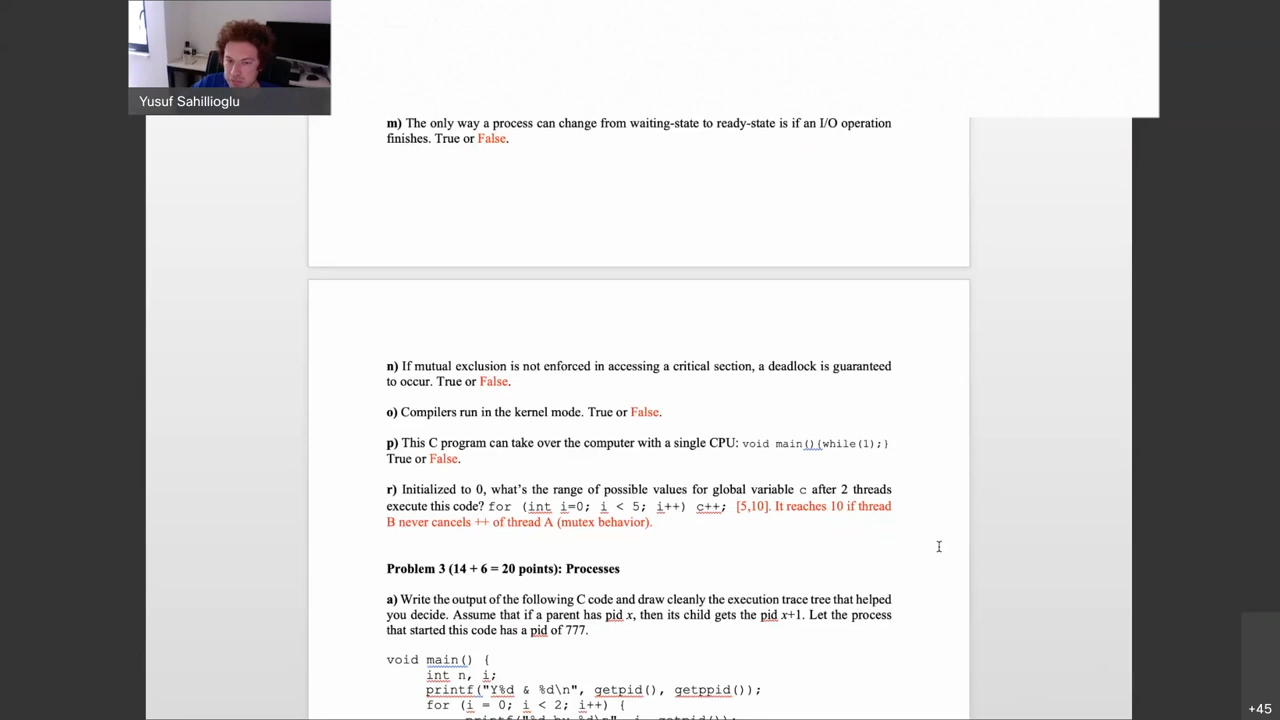 Yusuf Sahillioglu
m) The only way a process can change from waiting-state to ready-state is if an I/O operation
finishes. True or False.
n) If mutual exclusion is not enforced in accessing a critical section, a deadlock is guaranteed
to occur. True or False.
o) Compilers run in the kernel mode. True or False.
p) This C program can take over the computer with a single CPU: void main(){while(1);}
True or False.
r) Initialized to 0, what's the range of possible values for global variable c after 2 threads
execute this code? for (int i=0; i < 5; i++) c++; [5,10]. It reaches 10 if thread
B never cancels ++ of thread A (mutex behavior).
Problem 3 (14 + 6 = 20 points): Processes
a) Write the output of the following C code and draw cleanly the execution trace tree that helped
you decide. Assume that if a parent has pid x, then its child gets the pid x+1. Let the process
that started this code has a pid of 777.
void main() {
int n, i;
printf("Y%d & %d\n", getpid(), getppid());
for (i = 0; i < 2; i++) {
printf("%d by %d\n", i, getpid());
+45